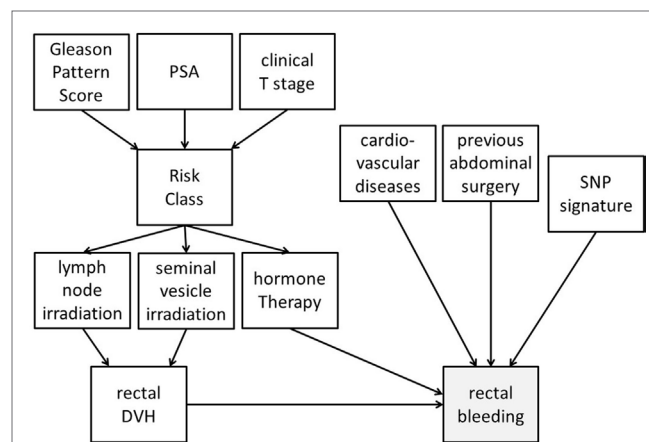 Gleason
Pattern
Score
PSA
clinical
T stage
Risk
Class
cardio-
vascular
diseases
previous
abdominal
surgery
SNP
signature
lymph
node
irradiation
seminal
vesicle
irradiation
hormone
Therapy
rectal
DVH
rectal
bleeding